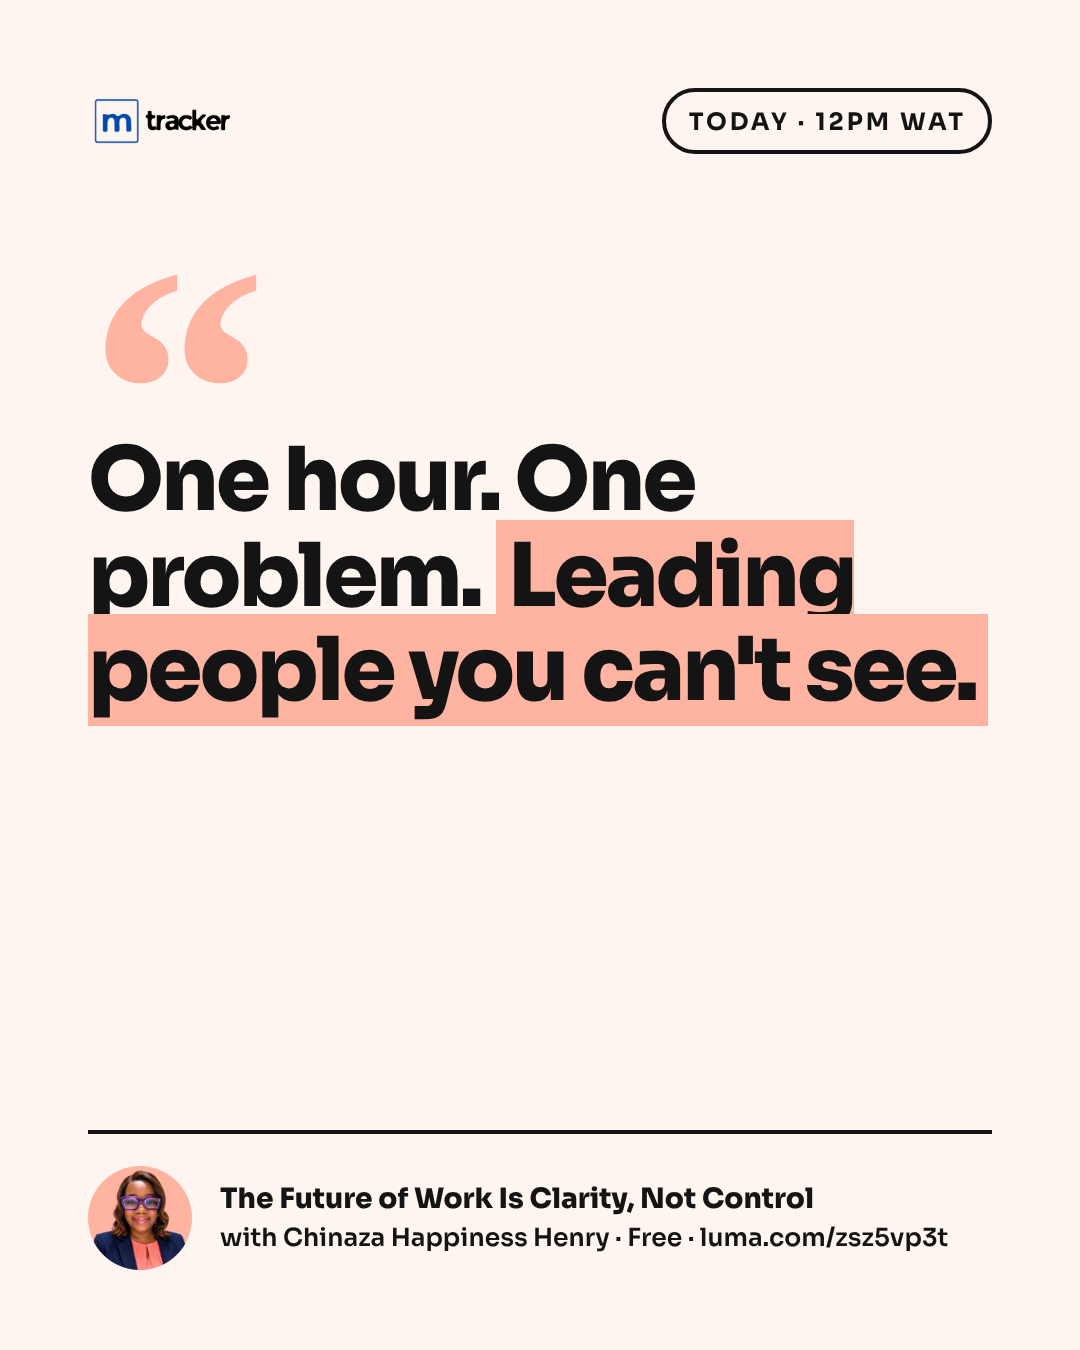 m tracker
TODAY · 12PM WAT
“
One hour. One
problem. Leading
people you can't see.
The Future of Work Is Clarity, Not Control
with Chinaza Happiness Henry · Free · luma.com/zsz5vp3t